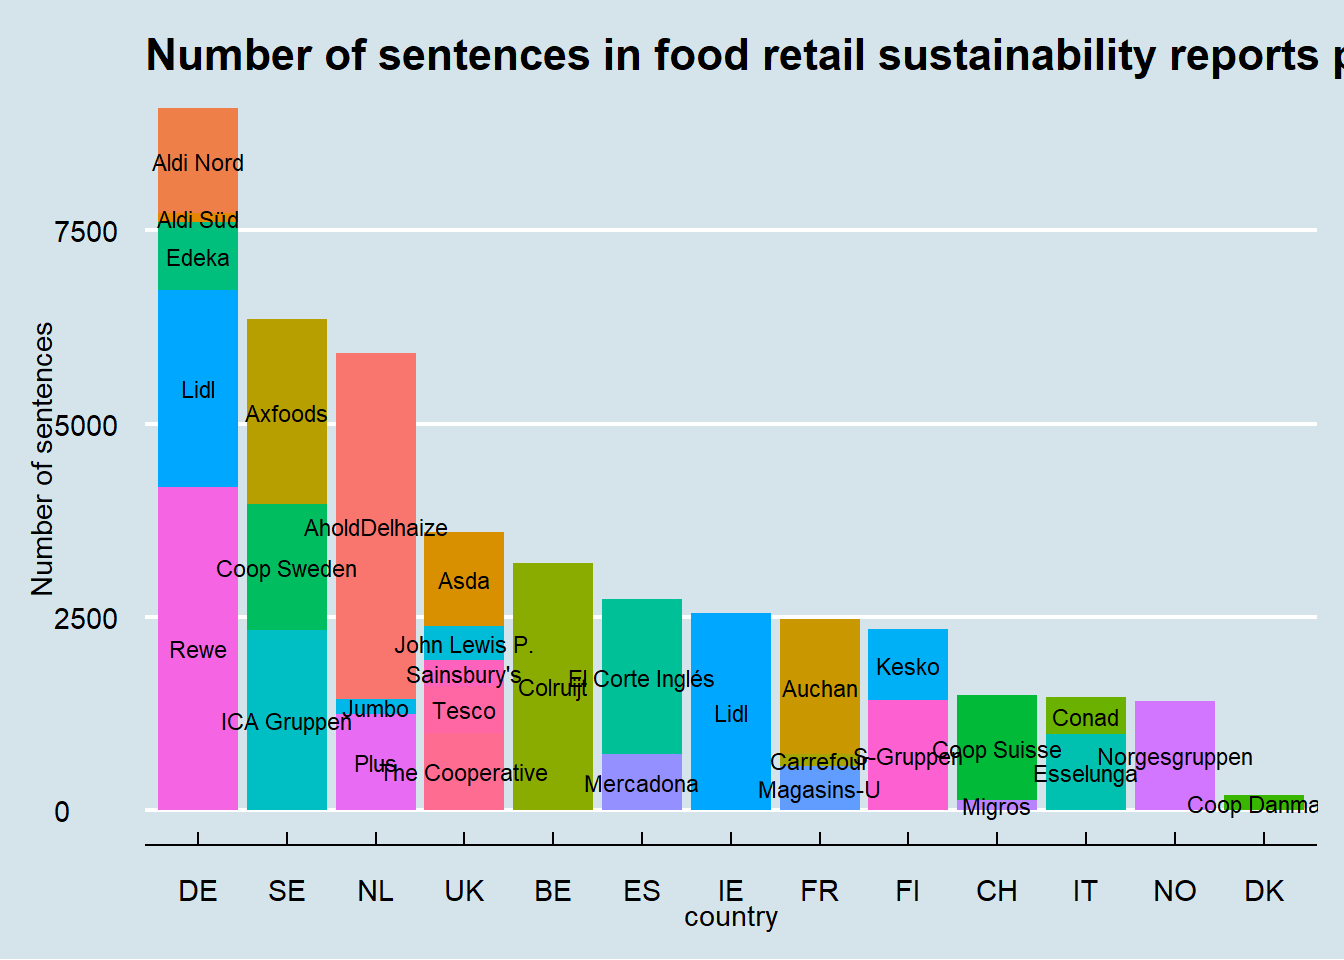 Number of sentences in food retail sustainability reports p
Number of sentences
7500
5000
2500
0
Aldi Nord
Aldi Süd
Edeka
Lidl
Rewe
Axfoods
Coop Sweden
ICA Gruppen
AholdDelhaize
Jumbo
Plus
Asda
John Lewis P.
Sainsbury's
Tesco
The Cooperative
Colruijt
El Corte Inglés
Mercadona
Lidl
Auchan
Carrefour
Magasins-U
Kesko
S-Gruppen
Coop Suisse
Migros
Conad
Esselunga
Norgesgruppen
Coop Danma
DE SE NL UK BE ES IE FR FI CH IT NO DK
country